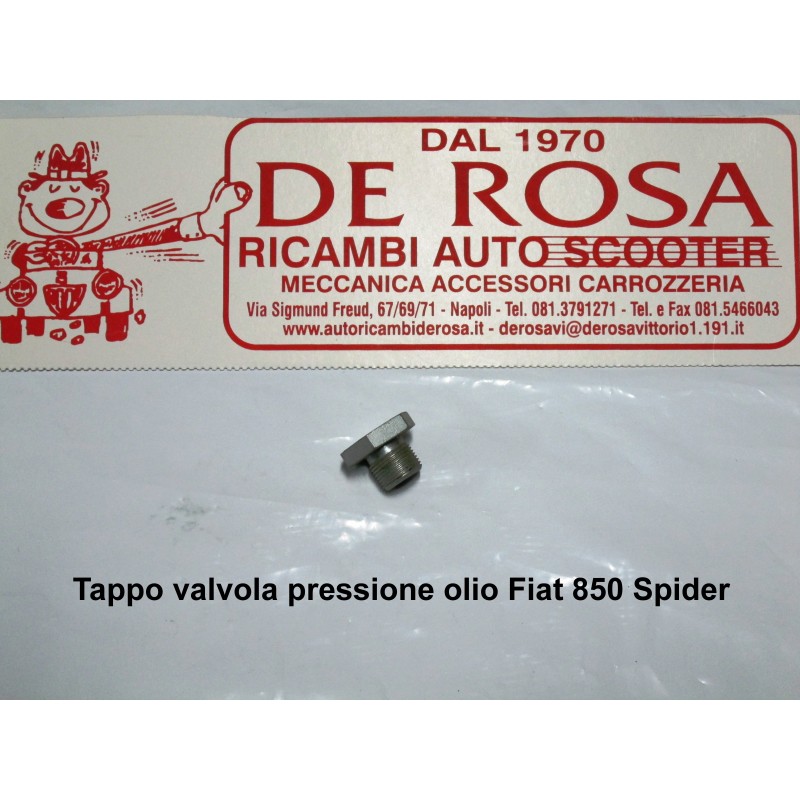 DAL 1970
DE ROSA
RICAMBI AUTO SCOOTER
MECCANICA ACCESSORI CARROZZERIA
Via Sigmund Freud, 67/69/71 - Napoli - Tel. 081.3791271 - Tel. e Fax 081.5466043
www.autoricambiderosa.it - derosavi@derosavittorio1.191.it
Tappo valvola pressione olio Fiat 850 Spider